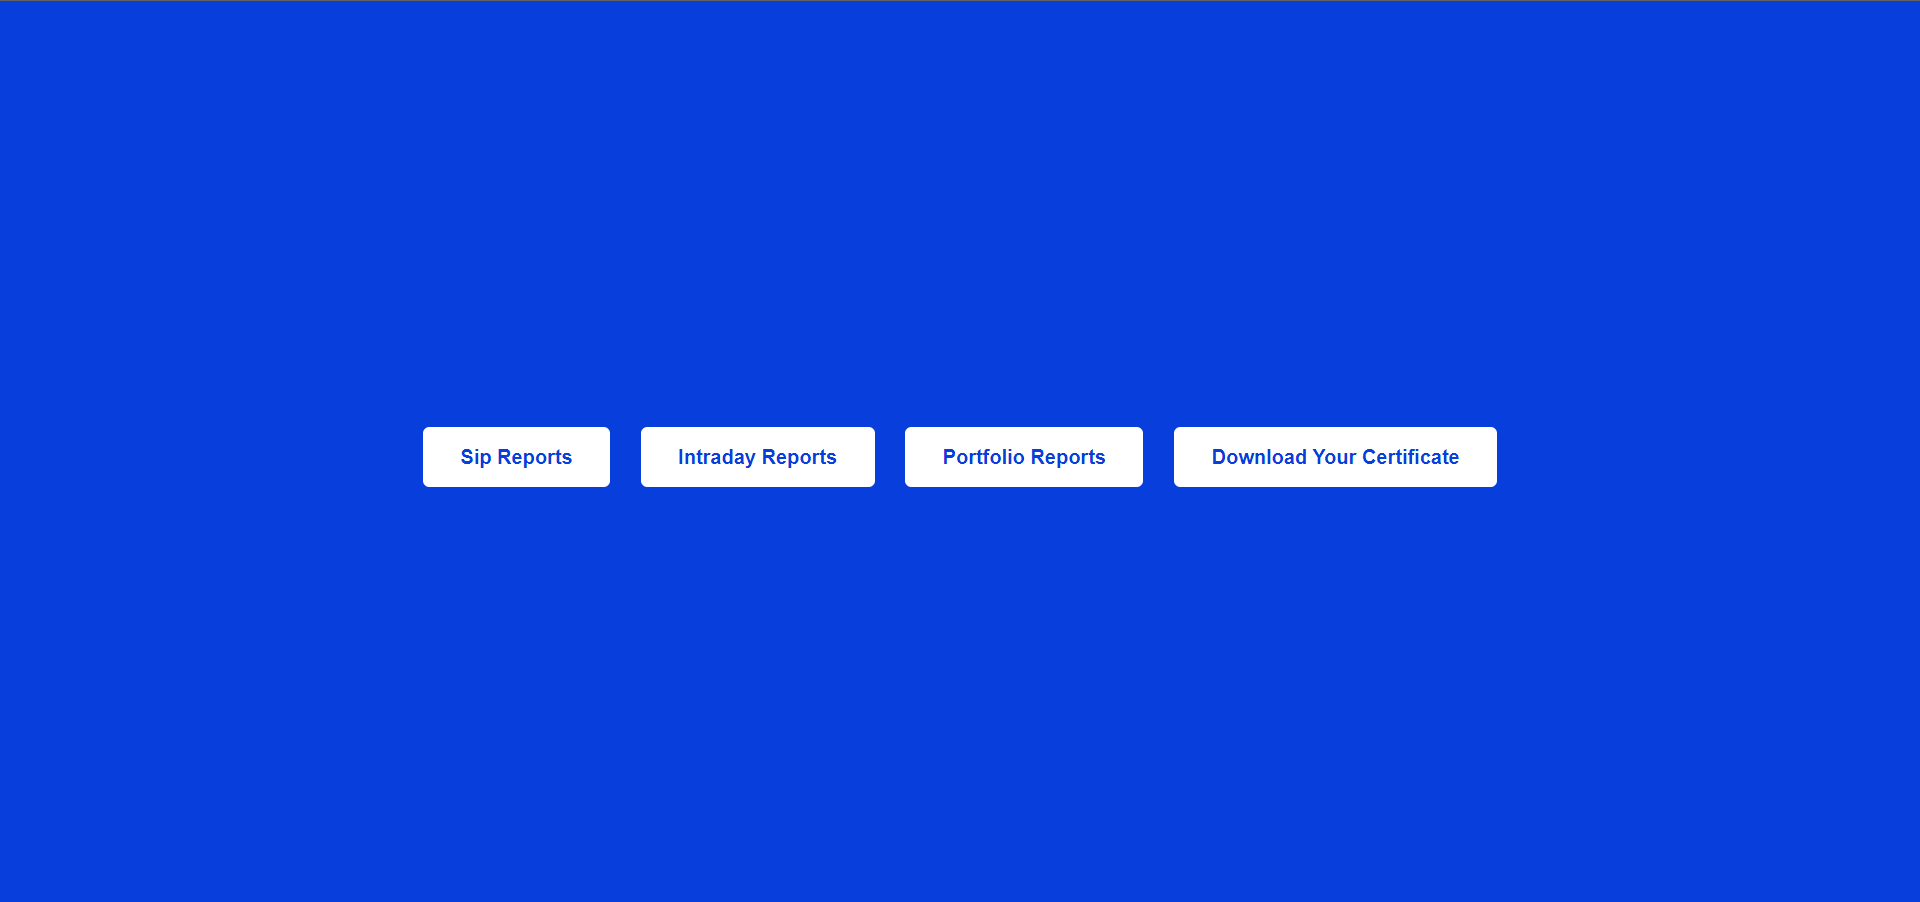 Sip Reports
Intraday Reports
Portfolio Reports
Download Your Certificate